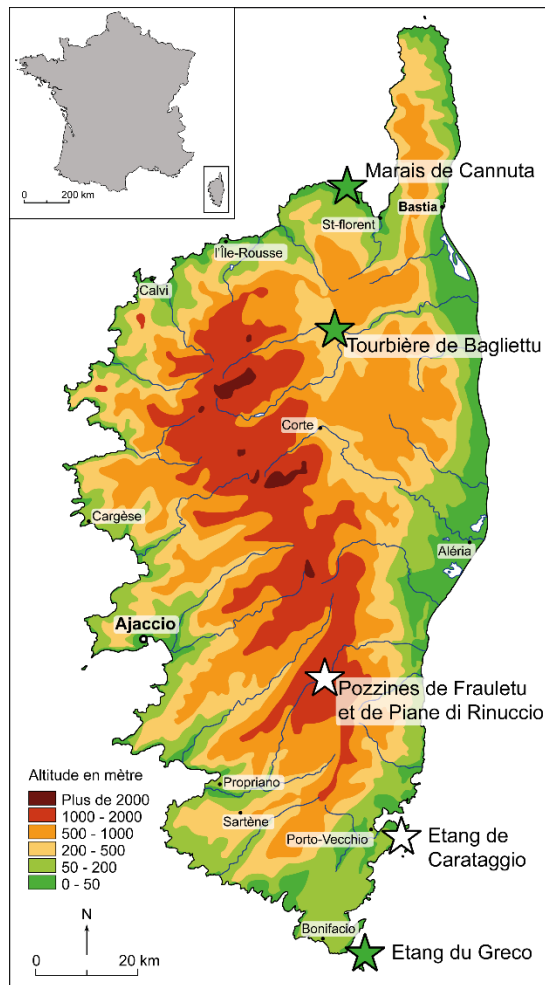 0
200 km
Marais de Cannuta
Bastia
St-florent
l'Île-Rousse
Calvi
Tourbière de Bagliettu
Corte
Cargèse
Aléria
Ajaccio
Pozzines de Frauletu
et de Piane di Rinuccio
Altitude en mètre
Plus de 2000
1000 - 2000
500 - 1000
200 - 500
50 - 200
0 - 50
Propriano
Sartène
Porto-Vecchio
Etang de
Carataggio
N
Bonifacio
Etang du Greco
0
20 km